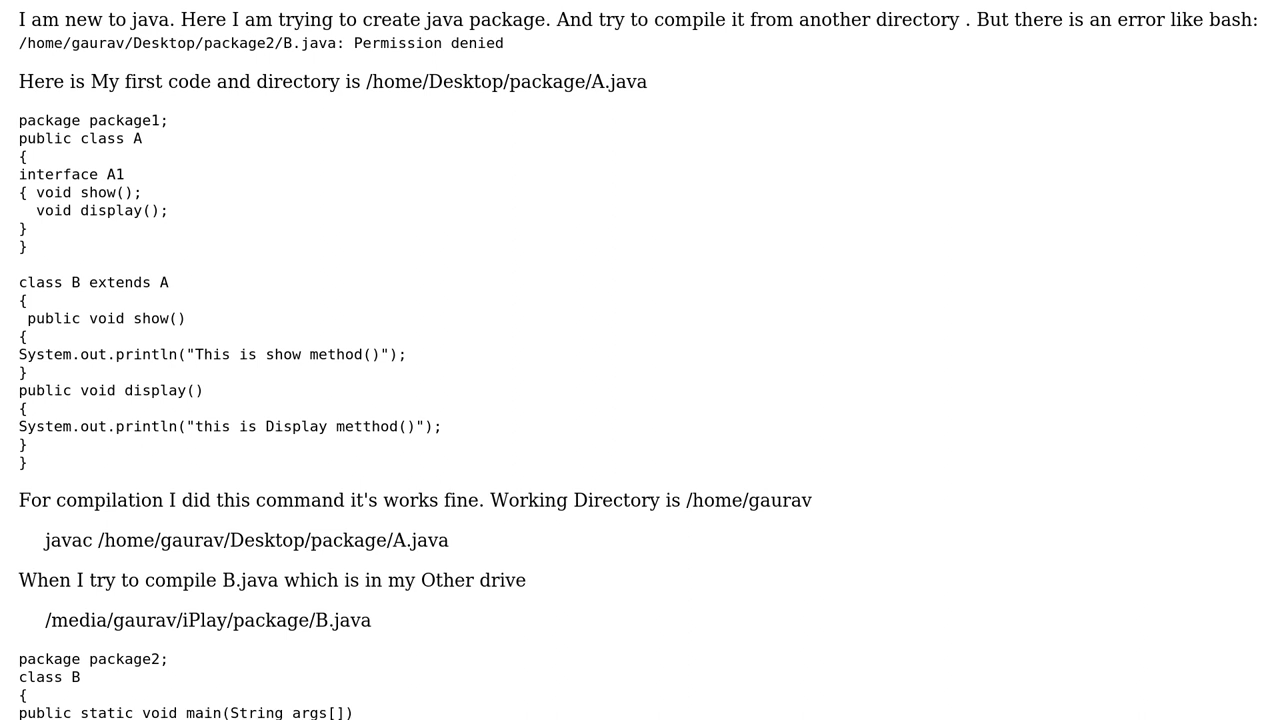 I am new to java. Here I am trying to create java package. And try to compile it from another directory . But there is an error like bash:
/home/gaurav/Desktop/package2/B.java: Permission denied
Here is My first code and directory is /home/Desktop/package/A.java
package package1;
public class A
{
interface A1
{ void show();
  void display();
}
}
class B extends A
{
 public void show()
{
System.out.println("This is show method()");
}
public void display()
{
System.out.println("this is Display metthod()");
}
}
For compilation I did this command it's works fine. Working Directory is /home/gaurav
javac /home/gaurav/Desktop/package/A.java
When I try to compile B.java which is in my Other drive
/media/gaurav/iPlay/package/B.java
package package2;
class B
{
public static void main(String args[])